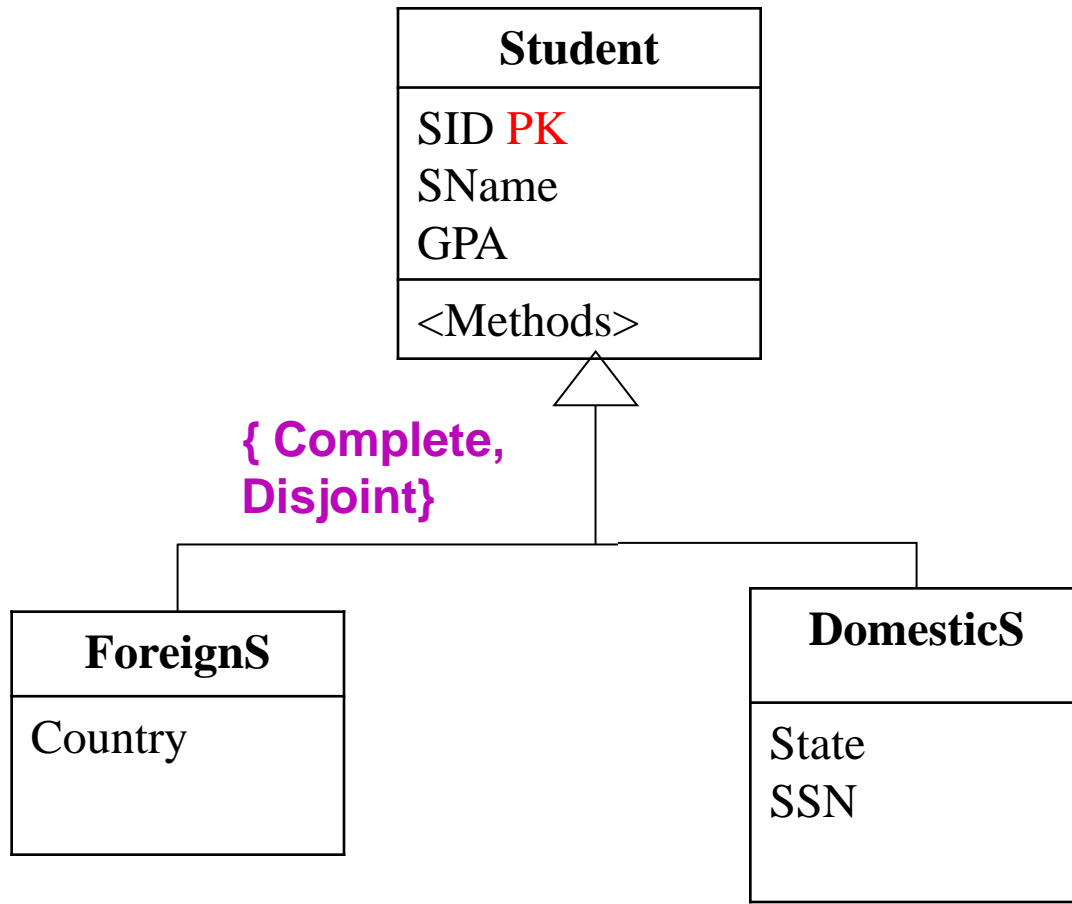 Student
SID PK
SName
GPA
<Methods>
{ Complete,
Disjoint}
ForeignS
Country
DomesticS
State
SSN